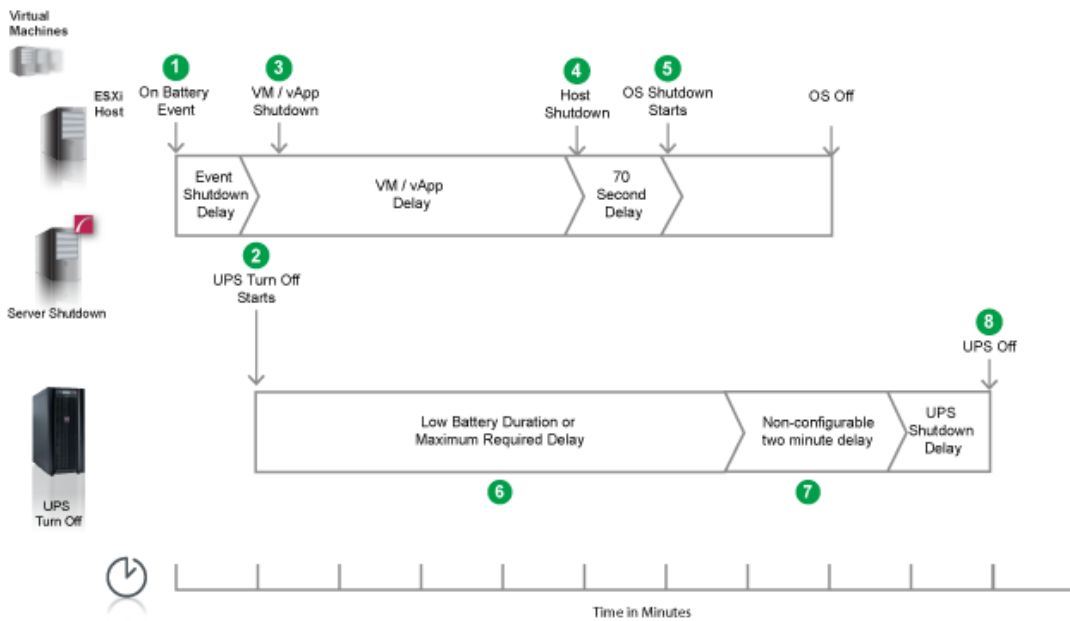 Virtual
Machines
ESXi
Host
1
On Battery
Event
3
VM / vApp
Shutdown
4
Host
Shutdown
5
OS Shutdown
Starts
OS Off
Event
Shutdown
Delay
VM / vApp
Delay
70
Second
Delay
Server Shutdown
2
UPS Turn Off
Starts
8
UPS Off
Low Battery Duration or
Maximum Required Delay
Non-configurable
two minute delay
UPS
Shutdown
Delay
6
7
UPS
Turn Off
Time in Minutes